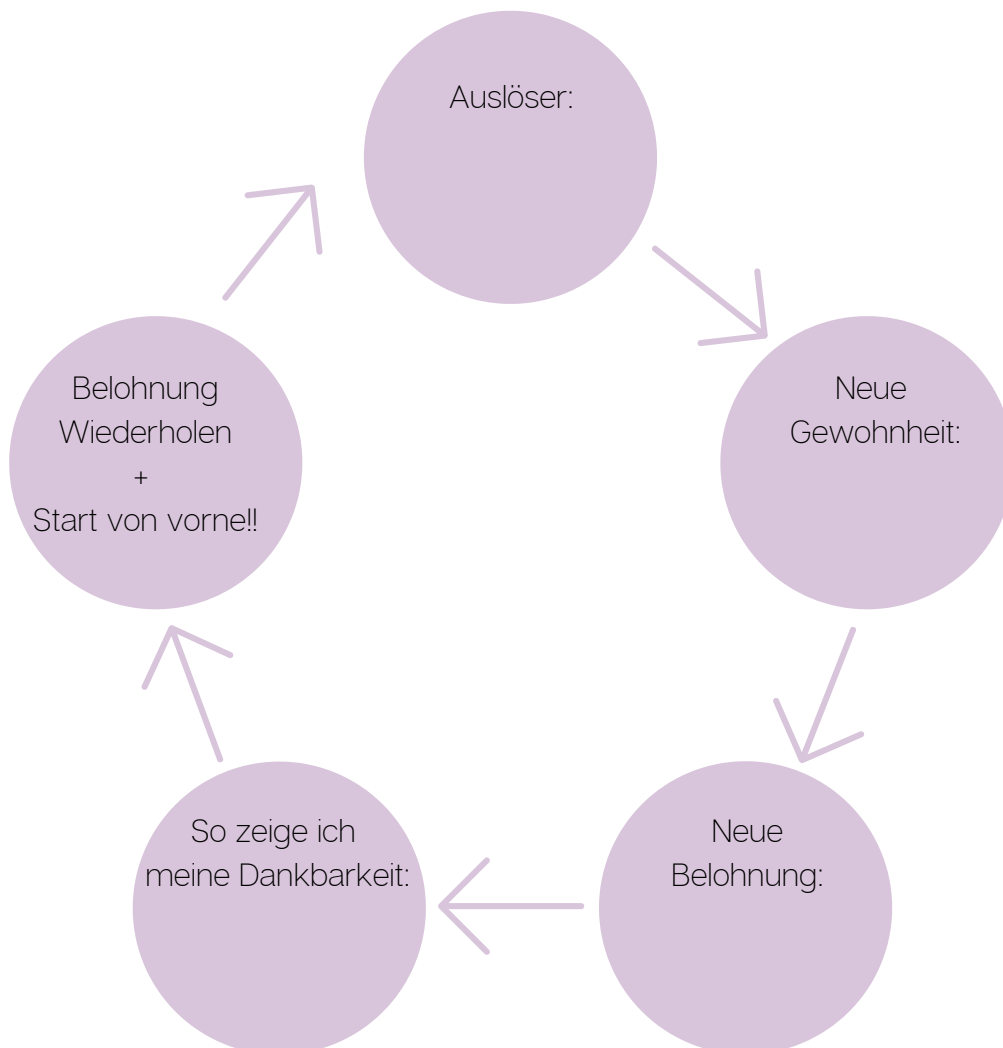 Auslöser:
Neue
Gewohnheit:
Neue
Belohnung:
So zeige ich
meine Dankbarkeit:
Belohnung
Wiederholen
+
Start von vorne!!